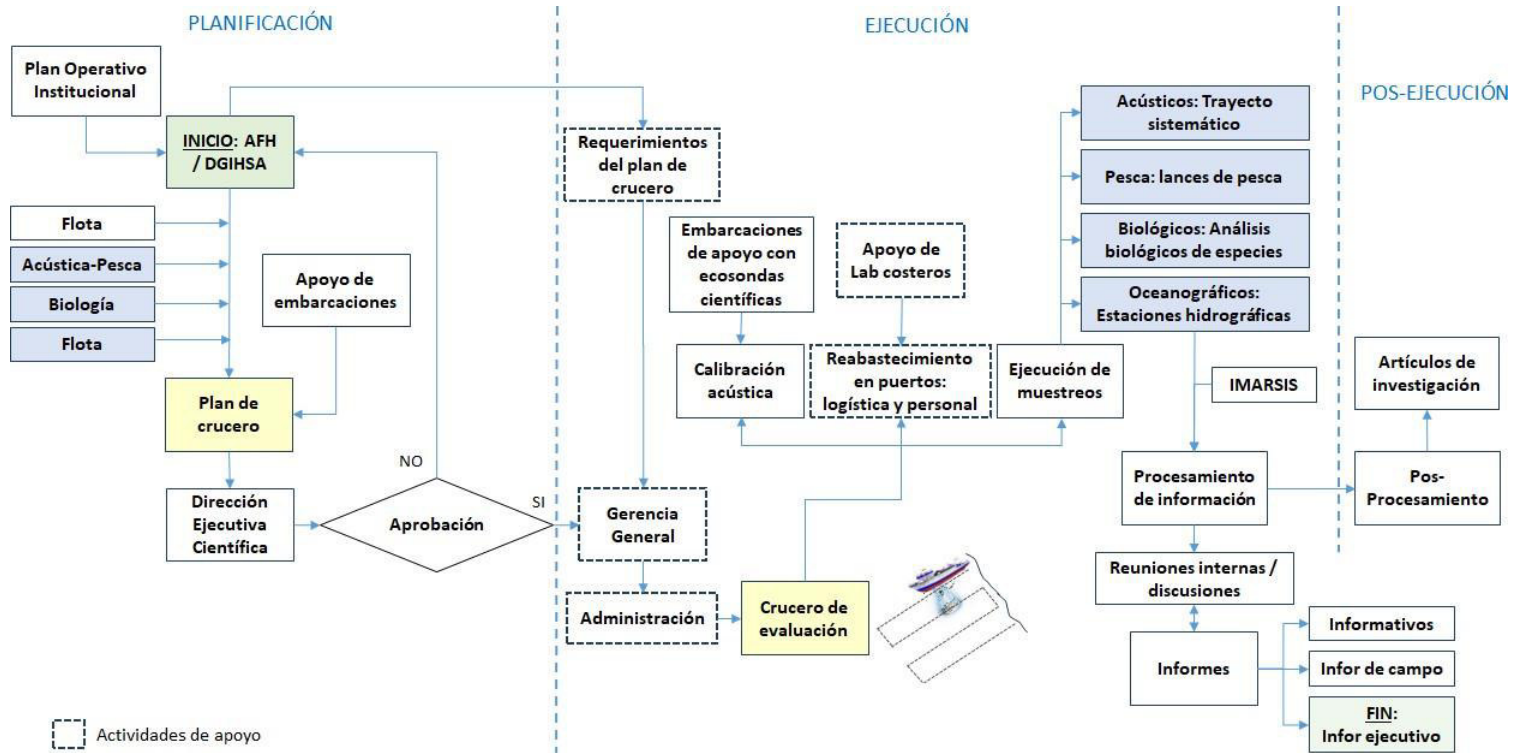 PLANIFICACIÓN
EJECUCIÓN
POS-EJECUCIÓN
Plan Operativo
Institucional
INICIO: AFH
/ DGIHSA
Flota
Acústica-Pesca
Biología
Flota
Apoyo de
embarcaciones
Plan de
crucero
Dirección
Ejecutiva
Científica
NO
Aprobación
SI
Requerimientos
del plan de
crucero
Embarcaciones
de apoyo con
ecosondas
científicas
Apoyo de
Lab costeros
Calibración
acústica
Reabastecimiento
en puertos:
logística y personal
Ejecución de
muestreos
Gerencia
General
Administración
Crucero de
evaluación
Acústicos: Trayecto
sistemático
Pesca: lances de pesca
Biológicos: Análisis
biológicos de especies
Oceanográficos:
Estaciones hidrográficas
IMARSIS
Procesamiento
de información
Reuniones internas /
discusiones
Informes
Informativos
Infor de campo
FIN:
Infor ejecutivo
Artículos de
investigación
Pos-
Procesamiento
Actividades de apoyo